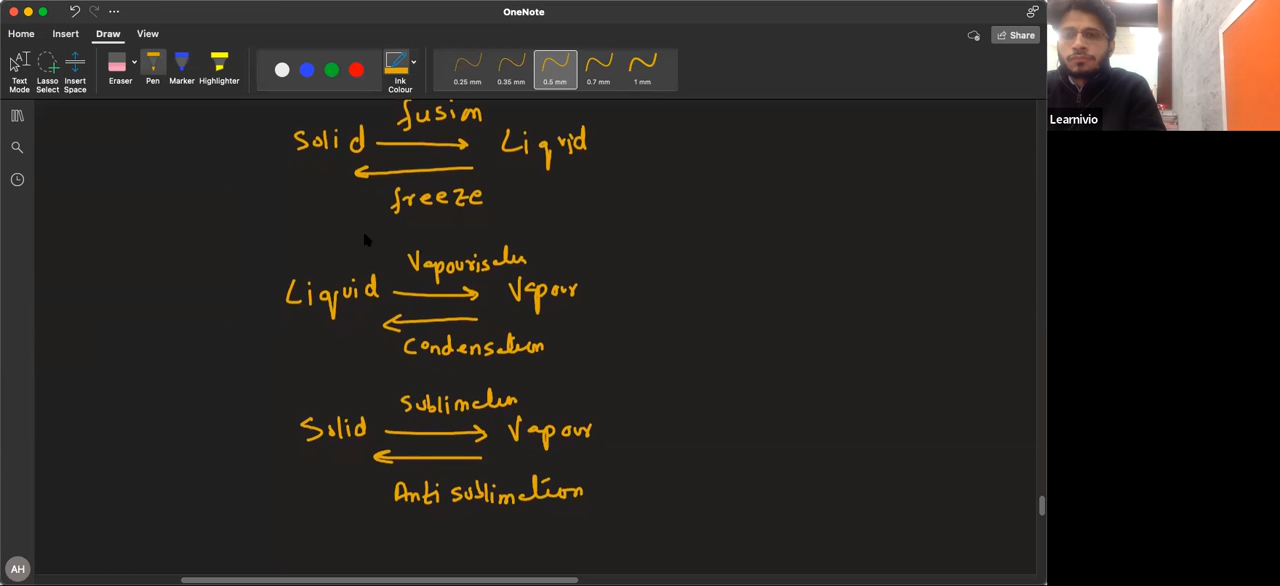 OneNote
Home Insert Draw View
Share
Text Mode
Lasso Select
Insert Space
Eraser
Pen
Marker
Highlighter
Ink Colour
0.25 mm
0.35 mm
0.5 mm
0.7 mm
1 mm
Learnivio
fusion
Solid Liquid
freeze
Vapourisation
Liquid Vapour
Condensation
Sublimation
Solid Vapour
Anti sublimation
AH